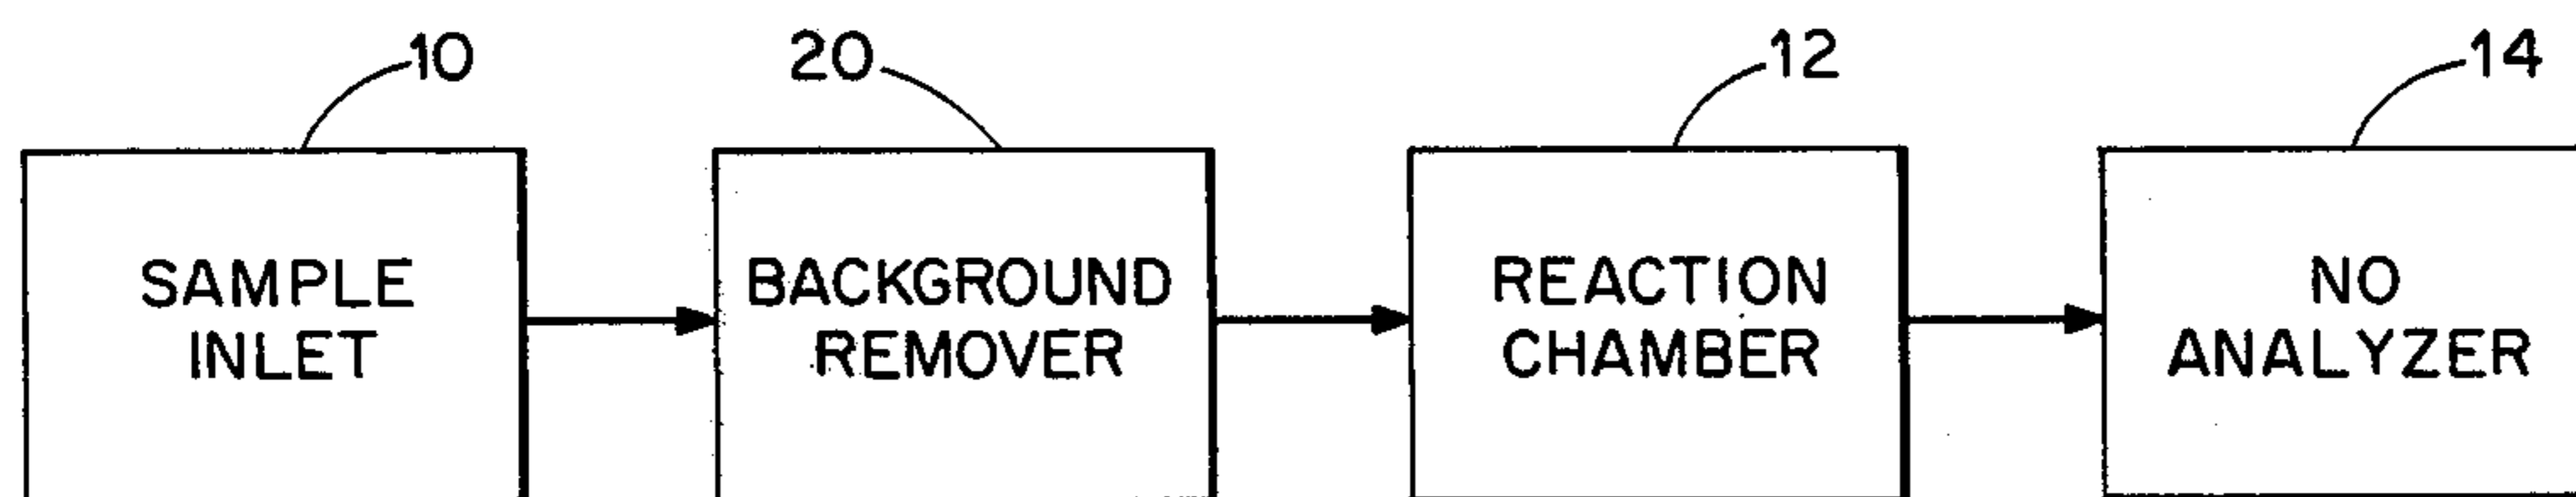 10
20
12
14
SAMPLE
INLET
BACKGROUND
REMOVER
REACTION
CHAMBER
NO
ANALYZER